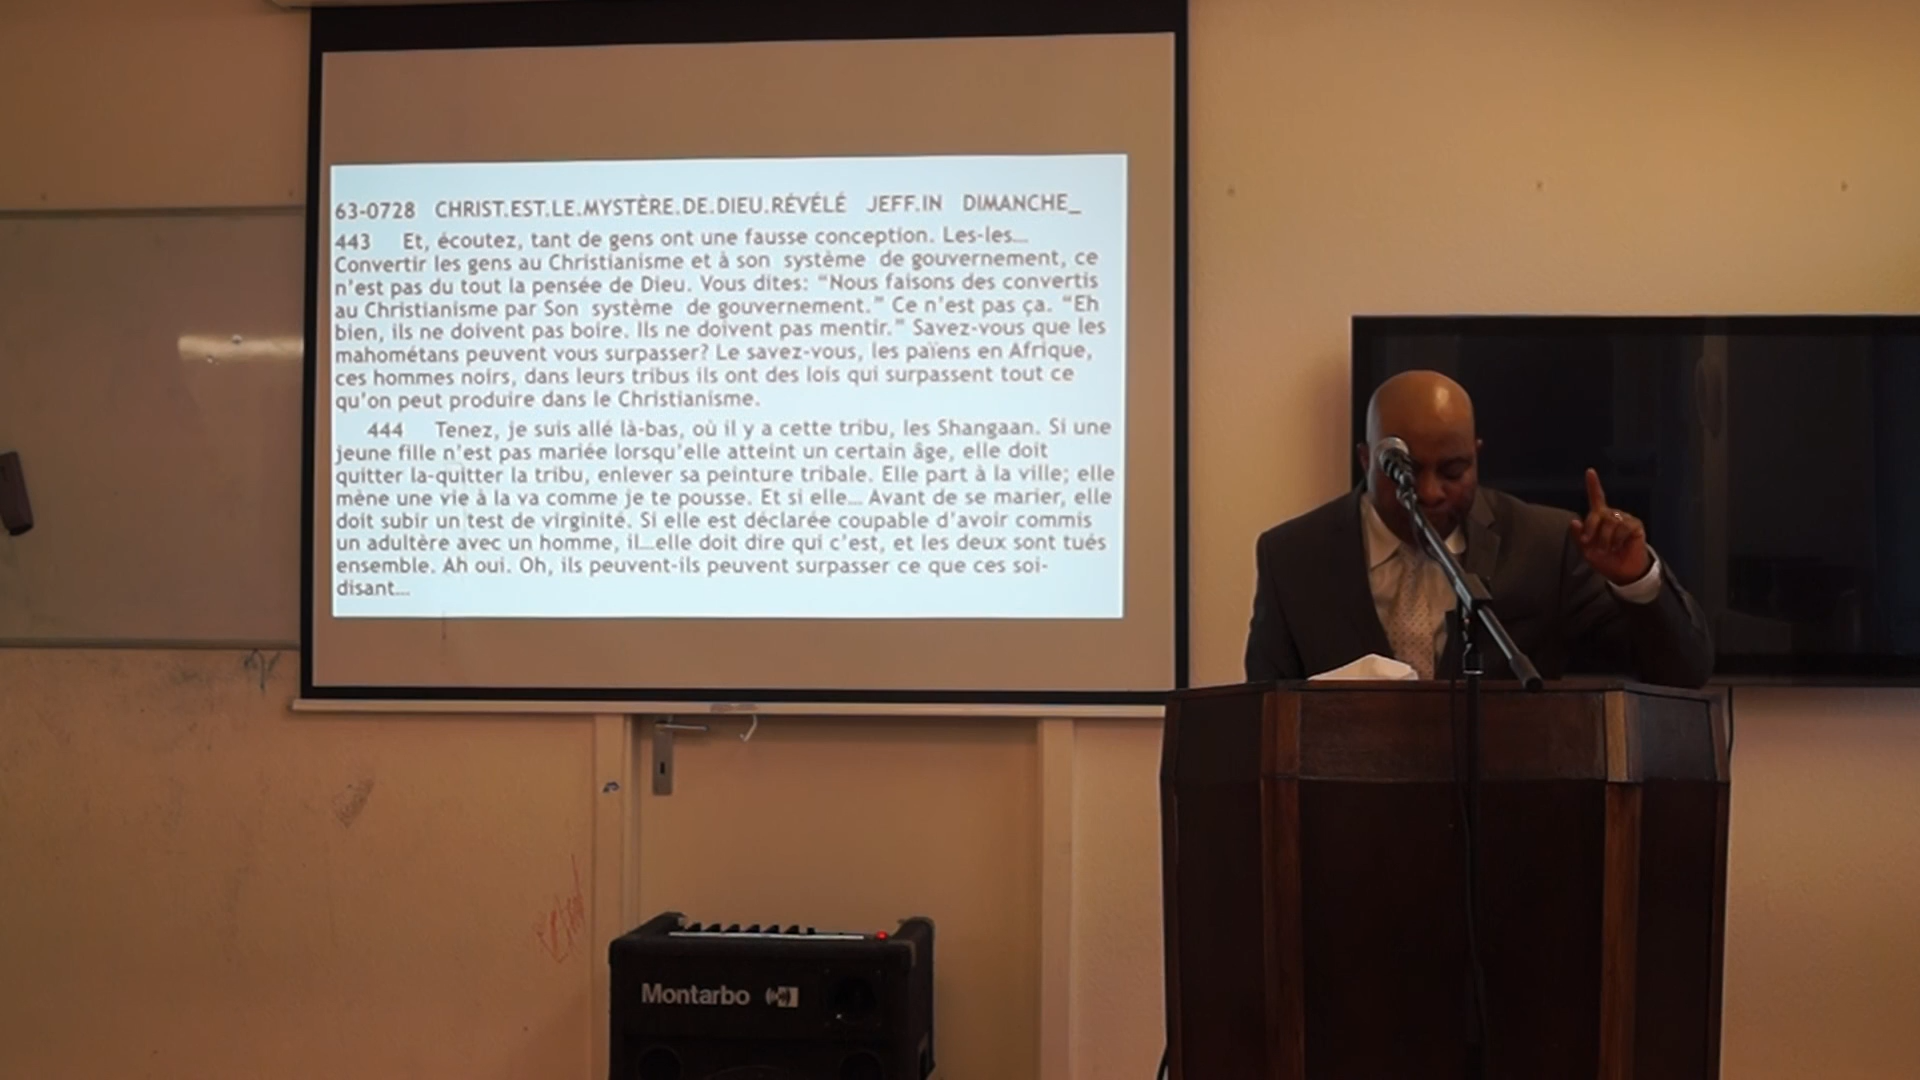 63-0728 CHRIST.EST.LE.MYSTÈRE.DE.DIEU.RÉVÉLÉ JEFF.IN DIMANCHE_
443 Et, écoutez, tant de gens ont une fausse conception. Les-les...
Convertir les gens au Christianisme et à son système de gouvernement, ce
n'est pas du tout la pensée de Dieu. Vous dites: "Nous faisons des convertis
au Christianisme par Son système de gouvernement." Ce n'est pas ça. "Eh
bien, ils ne doivent pas boire. Ils ne doivent pas mentir." Savez-vous que les
mahométans peuvent vous surpasser? Le savez-vous, les païens en Afrique,
ces hommes noirs, dans leurs tribus ils ont des lois qui surpassent tout ce
qu'on peut produire dans le Christianisme.
444 Tenez, je suis allé là-bas, où il y a cette tribu, les Shangaan. Si une
jeune fille n'est pas mariée lorsqu'elle atteint un certain âge, elle doit
quitter la-quitter la tribu, enlever sa peinture tribale. Elle part à la ville; elle
mène une vie à la va comme je te pousse. Et si elle... Avant de se marier, elle
doit subir un test de virginité. Si elle est déclarée coupable d'avoir commis
un adultère avec un homme, il...elle doit dire qui c'est, et les deux sont tués
ensemble. Ah oui. Oh, ils peuvent-ils peuvent surpasser ce que ces soi-
disant...
Montarbo